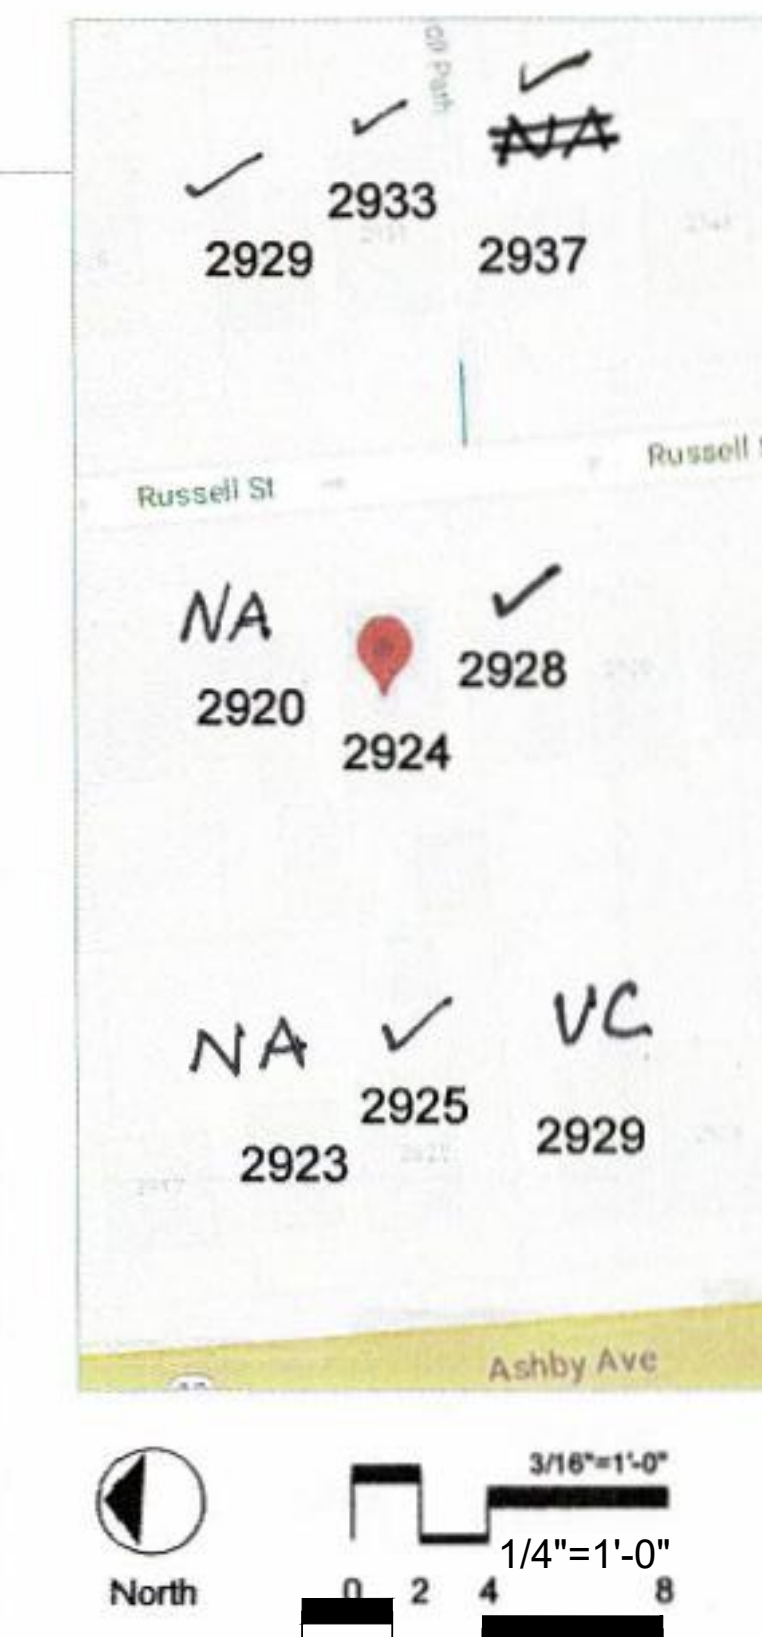 ✓
✓
✓
NA
2933
2929
2937
Russell St
Russell
NA
✓
2920
2924
2928
NA
✓
VC
2925
2923
2929
Ashby Ave
3/16"=1'-0"
1/4"=1'-0"
North
0 2 4 8